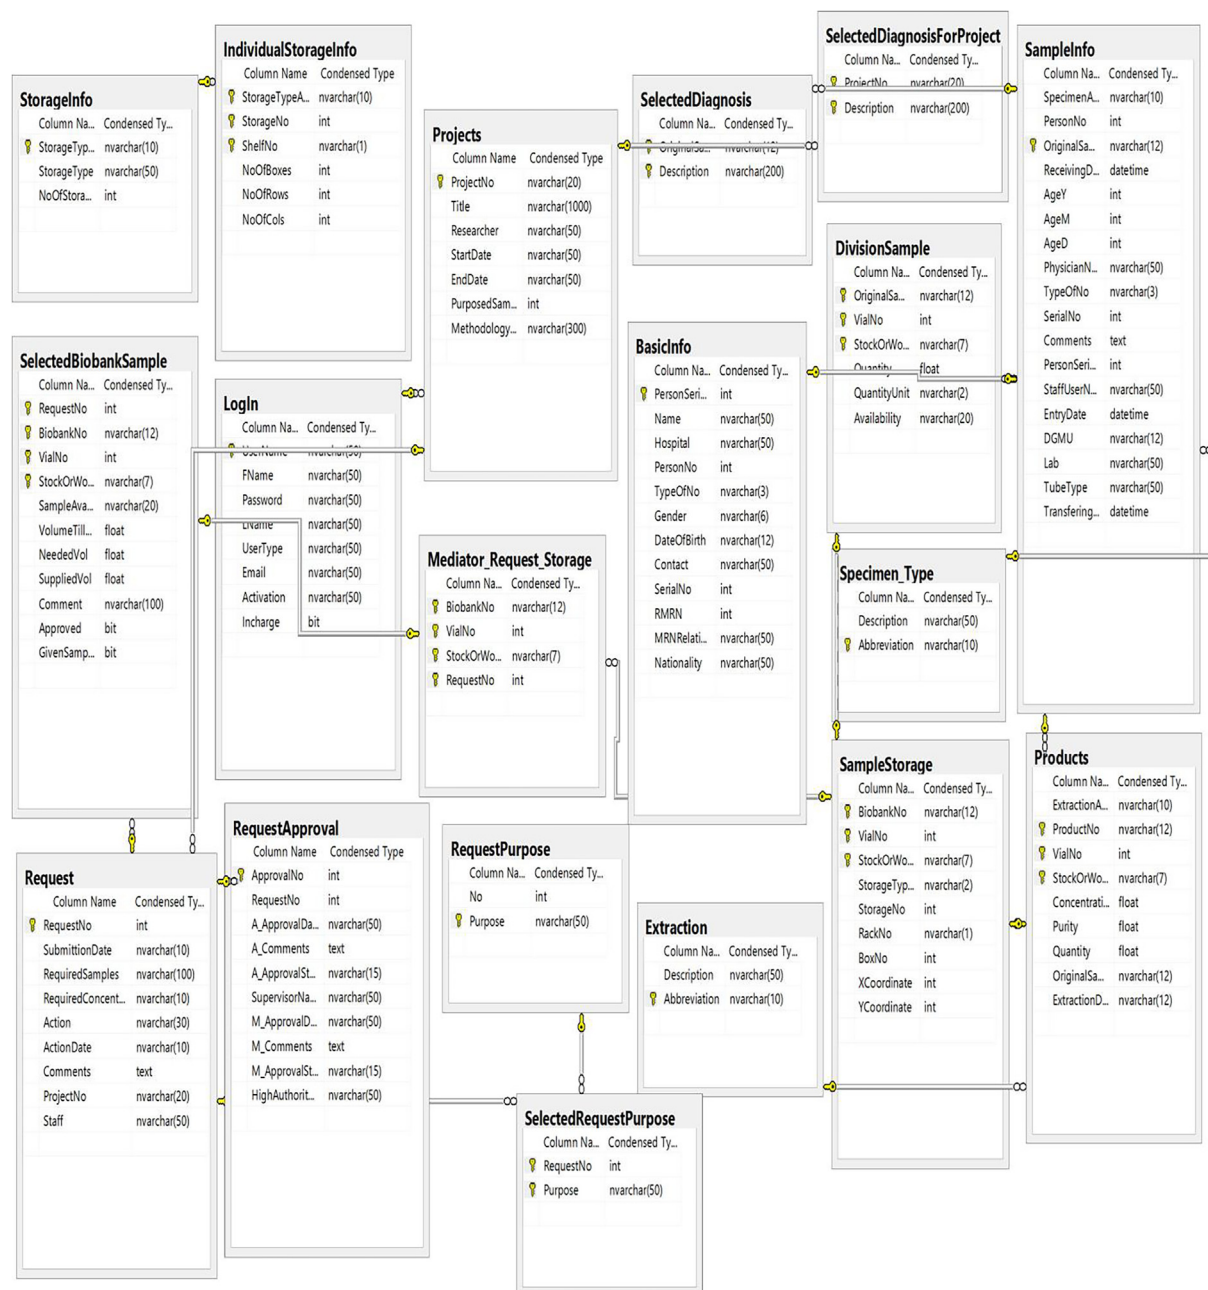 StorageInfo
Column Na... Condensed Ty...
StorageTyp... nvarchar(10)
StorageType nvarchar(50)
NoOfStora... int
IndividualStorageInfo
Column Name Condensed Type
StorageTypeA... nvarchar(10)
StorageNo int
ShelfNo nvarchar(1)
NoOfBoxes int
NoOfRows int
NoOfCols int
Projects
Column Name Condensed Type
ProjectNo nvarchar(20)
Title nvarchar(1000)
Researcher nvarchar(50)
StartDate nvarchar(50)
EndDate nvarchar(50)
PurposedSam... int
Methodology... nvarchar(300)
SelectedDiagnosis
Column Na... Condensed Ty...
OriginalSa... nvarchar(12)
Description nvarchar(200)
SelectedDiagnosisForProject
Column Na... Condensed Ty...
ProjectNo nvarchar(20)
Description nvarchar(200)
SampleInfo
Column Na... Condensed Ty...
SpecimenA... nvarchar(10)
PersonNo int
OriginalSa... nvarchar(12)
ReceivingD... datetime
AgeY int
AgeM int
AgeD int
PhysicianN... nvarchar(50)
TypeOfNo nvarchar(3)
SerialNo int
Comments text
PersonSeri... int
StaffUserN... nvarchar(50)
EntryDate datetime
DGMU nvarchar(12)
Lab nvarchar(50)
TubeType nvarchar(50)
Transfering... datetime
DivisionSample
Column Na... Condensed Ty...
OriginalSa... nvarchar(12)
VialNo int
StockOrWo... nvarchar(7)
Quantity float
QuantityUnit nvarchar(2)
Availability nvarchar(20)
SelectedBiobankSample
Column Na... Condensed Ty...
RequestNo int
BiobankNo nvarchar(12)
VialNo int
StockOrWo... nvarchar(7)
SampleAva... nvarchar(20)
VolumeTill... float
NeededVol float
SuppliedVol float
Comment nvarchar(100)
Approved bit
GivenSamp... bit
LogIn
Column Na... Condensed Ty...
UserName nvarchar(50)
FName nvarchar(50)
Password nvarchar(50)
LName nvarchar(50)
UserType nvarchar(50)
Email nvarchar(50)
Activation nvarchar(50)
Incharge bit
BasicInfo
Column Na... Condensed Ty...
PersonSeri... int
Name nvarchar(50)
Hospital nvarchar(50)
PersonNo int
TypeOfNo nvarchar(3)
Gender nvarchar(6)
DateOfBirth nvarchar(12)
Contact nvarchar(50)
SerialNo int
RMRN int
MRNRelati... nvarchar(50)
Nationality nvarchar(50)
Mediator_Request_Storage
Column Na... Condensed Ty...
BiobankNo nvarchar(12)
VialNo int
StockOrWo... nvarchar(7)
RequestNo int
Specimen_Type
Column Na... Condensed Ty...
Description nvarchar(50)
Abbreviation nvarchar(10)
SampleStorage
Column Na... Condensed Ty...
BiobankNo nvarchar(12)
VialNo int
StockOrWo... nvarchar(7)
StorageTyp... nvarchar(2)
StorageNo int
RackNo nvarchar(1)
BoxNo int
XCoordinate int
YCoordinate int
Products
Column Na... Condensed Ty...
ExtractionA... nvarchar(10)
ProductNo nvarchar(12)
VialNo int
StockOrWo... nvarchar(7)
Concentrati... float
Purity float
Quantity float
OriginalSa... nvarchar(12)
ExtractionD... nvarchar(12)
Request
Column Name Condensed Ty...
RequestNo int
SubmittionDate nvarchar(10)
RequiredSamples nvarchar(100)
RequiredConcent... nvarchar(10)
Action nvarchar(30)
ActionDate nvarchar(10)
Comments text
ProjectNo nvarchar(20)
Staff nvarchar(50)
RequestApproval
Column Name Condensed Type
ApprovalNo int
RequestNo int
A_ApprovalDa... nvarchar(50)
A_Comments text
A_ApprovalSt... nvarchar(15)
SupervisorNa... nvarchar(50)
M_ApprovalD... nvarchar(50)
M_Comments text
M_ApprovalSt... nvarchar(15)
HighAuthorit... nvarchar(50)
RequestPurpose
Column Na... Condensed Ty...
No int
Purpose nvarchar(50)
Extraction
Column Na... Condensed Ty...
Description nvarchar(50)
Abbreviation nvarchar(10)
SelectedRequestPurpose
Column Na... Condensed Ty...
RequestNo int
Purpose nvarchar(50)